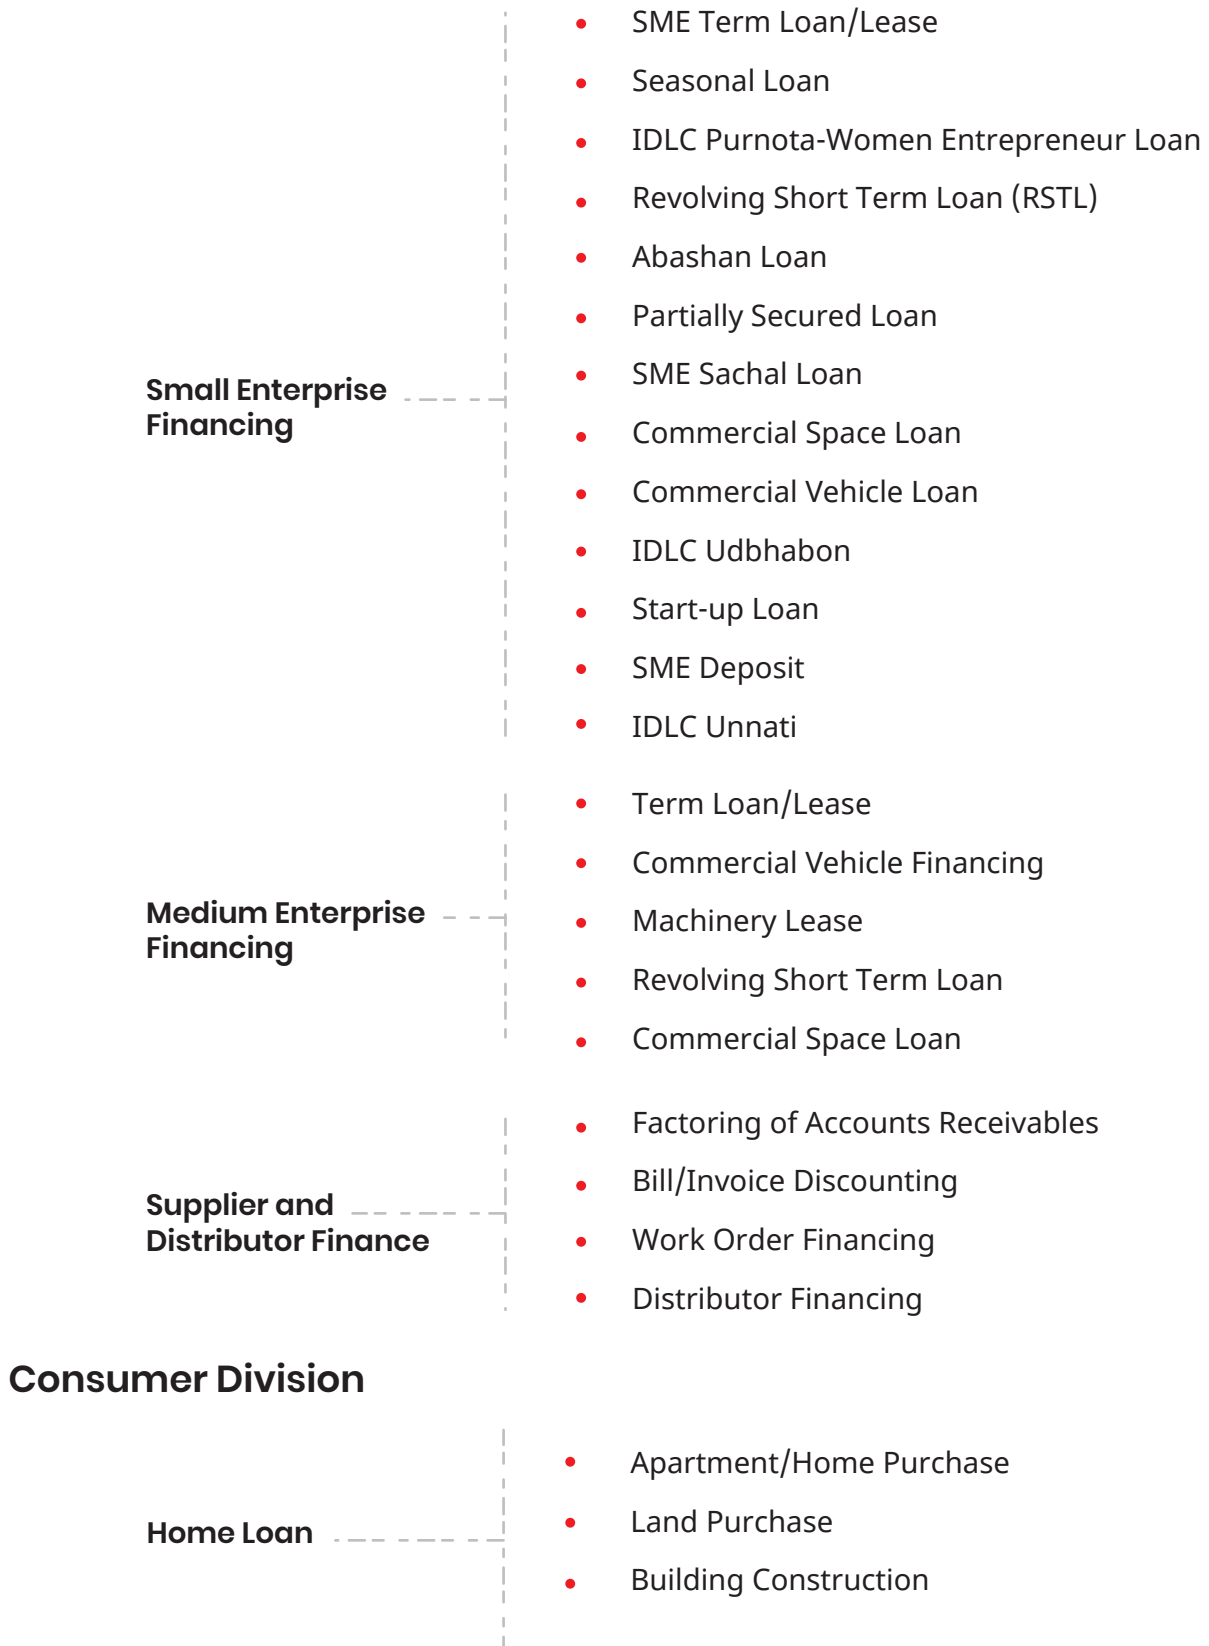 SME Term Loan/Lease
Seasonal Loan
IDLC Purnota-Women Entrepreneur Loan
Revolving Short Term Loan (RSTL)
Abashan Loan
Partially Secured Loan
Small Enterprise
Financing
SME Sachal Loan
Commercial Space Loan
Commercial Vehicle Loan
IDLC Udbhabon
Start-up Loan
SME Deposit
IDLC Unnati
Medium Enterprise
Financing
Term Loan/Lease
Commercial Vehicle Financing
Machinery Lease
Revolving Short Term Loan
Commercial Space Loan
Supplier and
Distributor Finance
Factoring of Accounts Receivables
Bill/Invoice Discounting
Work Order Financing
Distributor Financing
Consumer Division
Home Loan
Apartment/Home Purchase
Land Purchase
Building Construction